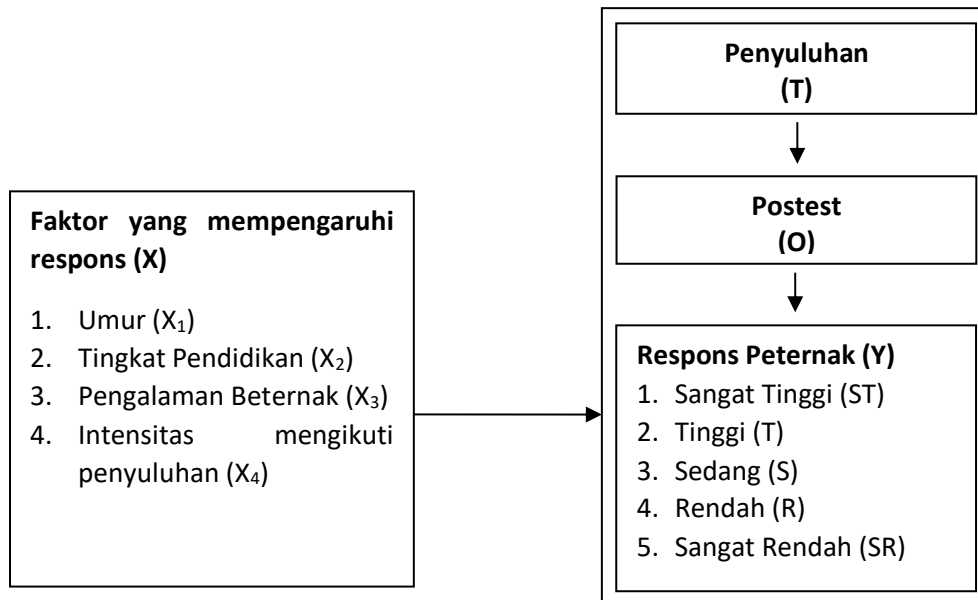 Penyuluhan
(T)
Postest
(O)
Faktor yang mempengaruhi
respons (X)
1. Umur (X₁)
2. Tingkat Pendidikan (X₂)
3. Pengalaman Beternak (X₃)
4. Intensitas mengikuti
penyuluhan (X₄)
Respons Peternak (Y)
1. Sangat Tinggi (ST)
2. Tinggi (T)
3. Sedang (S)
4. Rendah (R)
5. Sangat Rendah (SR)